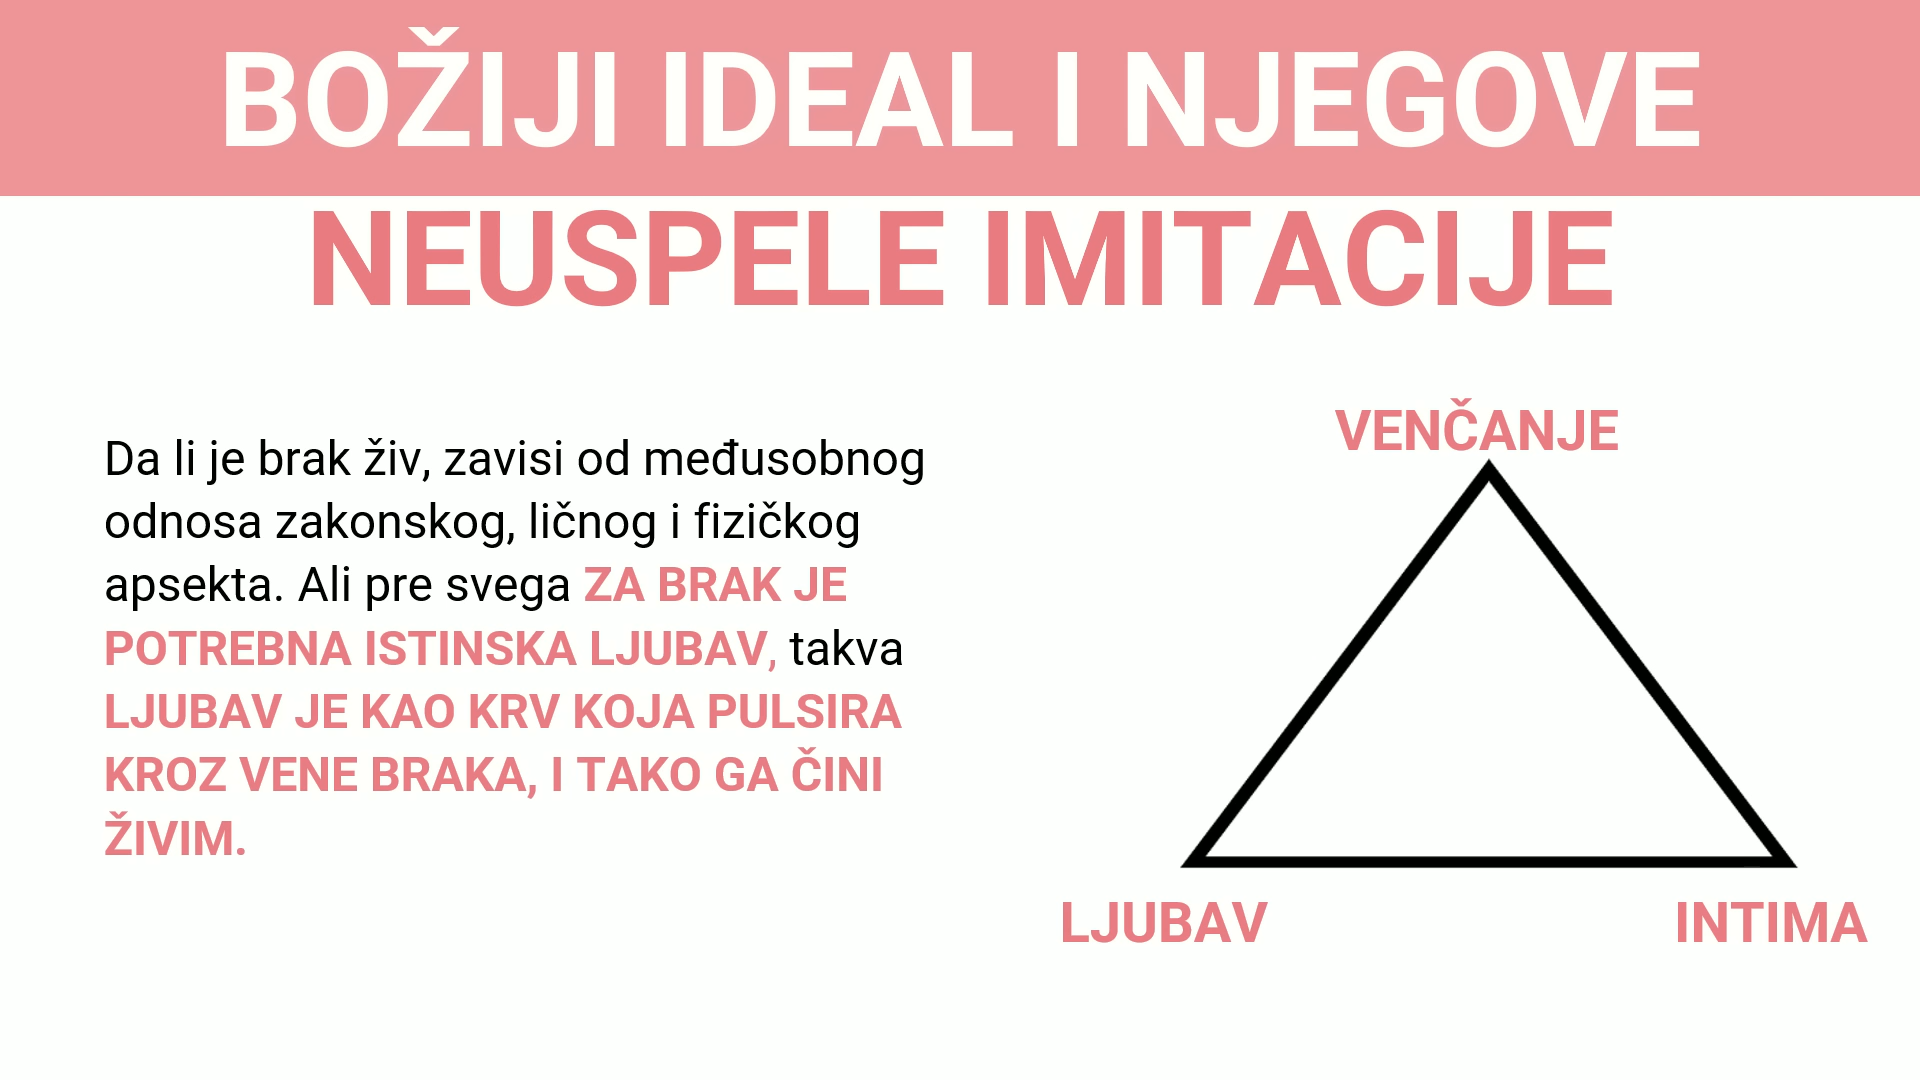 BOŽIJI IDEAL I NJEGOVE
NEUSPELE IMITACIJE
Da li je brak živ, zavisi od međusobnog
odnosa zakonskog, ličnog i fizičkog
apsekta. Ali pre svega ZA BRAK JE
POTREBNA ISTINSKA LJUBAV, takva
LJUBAV JE KAO KRV KOJA PULSIRA
KROZ VENE BRAKA, I TAKO GA ČINI
ŽIVIM.
VENČANJE
LJUBAV
INTIMA